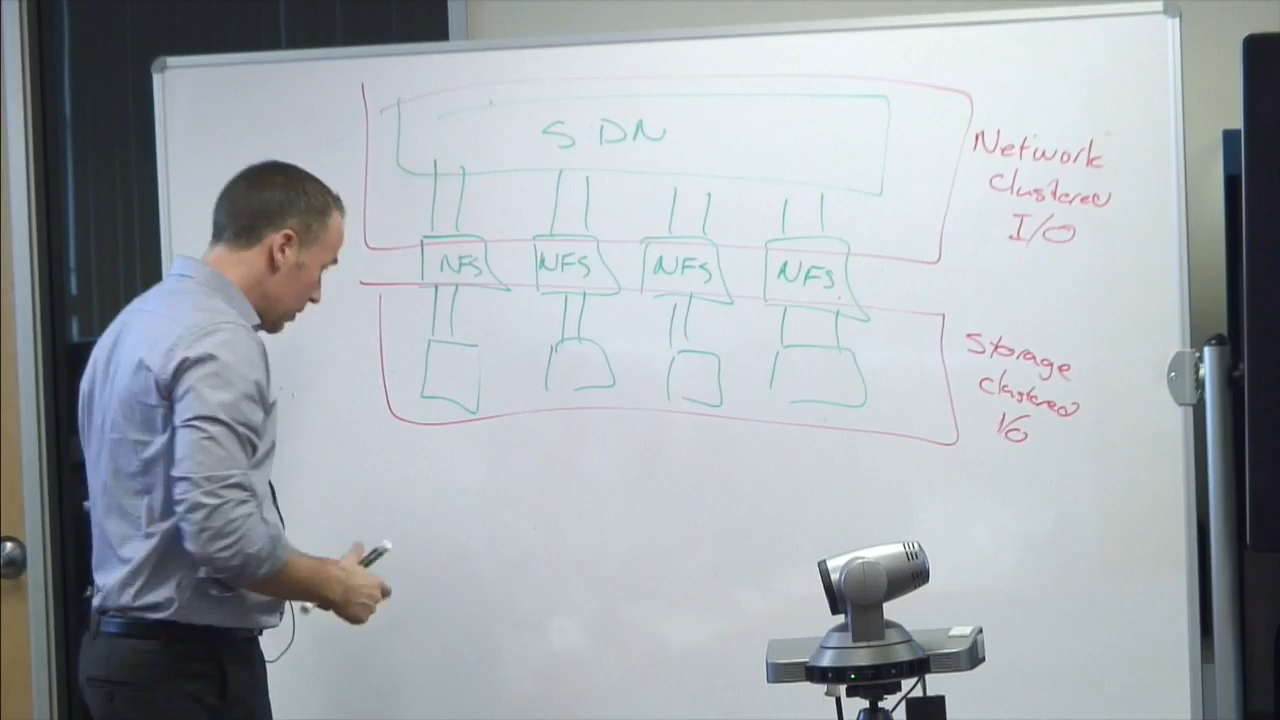 SDN
Network
clustered
I/O
NFS NFS NFS NFS
Storage
clustered
I/O